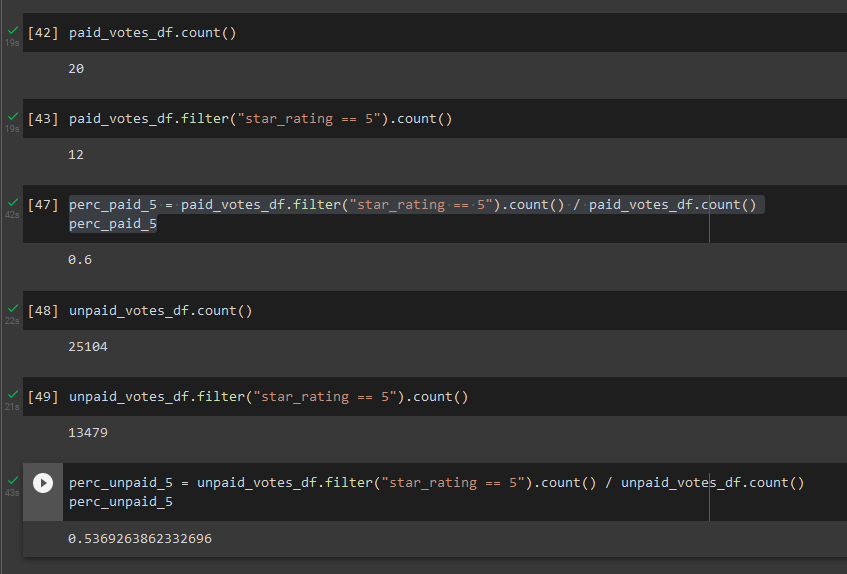 [42] paid_votes_df.count()
19s
20
[43] paid_votes_df.filter("star_rating == 5").count()
19s
12
[47] perc_paid_5 = paid_votes_df.filter("star_rating == 5").count() / paid_votes_df.count()
42s
perc_paid_5
0.6
[48] unpaid_votes_df.count()
22s
25104
[49] unpaid_votes_df.filter("star_rating == 5").count()
21s
13479
perc_unpaid_5 = unpaid_votes_df.filter("star_rating == 5").count() / unpaid_votes_df.count()
43s
perc_unpaid_5
0.5369263862332696